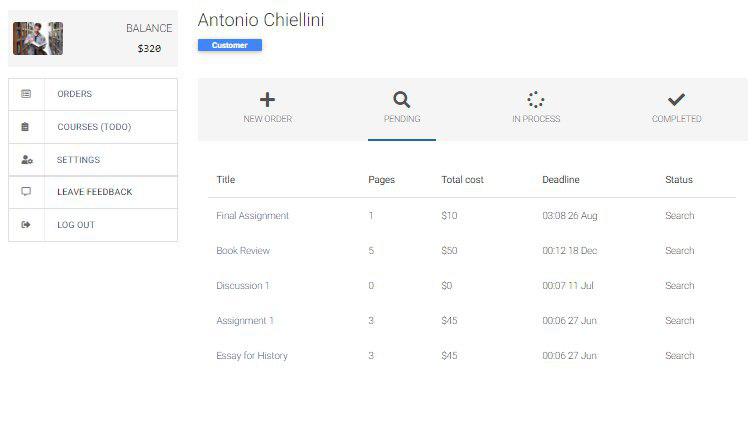 BALANCE
$320
ORDERS
COURSES (TODO)
SETTINGS
LEAVE FEEDBACK
LOG OUT
Antonio Chiellini
Customer
NEW ORDER PENDING IN PROCESS COMPLETED
Title Pages Total cost Deadline Status
Final Assignment 1 $10 03:08 26 Aug Search
Book Review 5 $50 00:12 18 Dec Search
Discussion 1 0 $0 00:07 11 Jul Search
Assignment 1 3 $45 00:06 27 Jun Search
Essay for History 3 $45 00:06 27 Jun Search